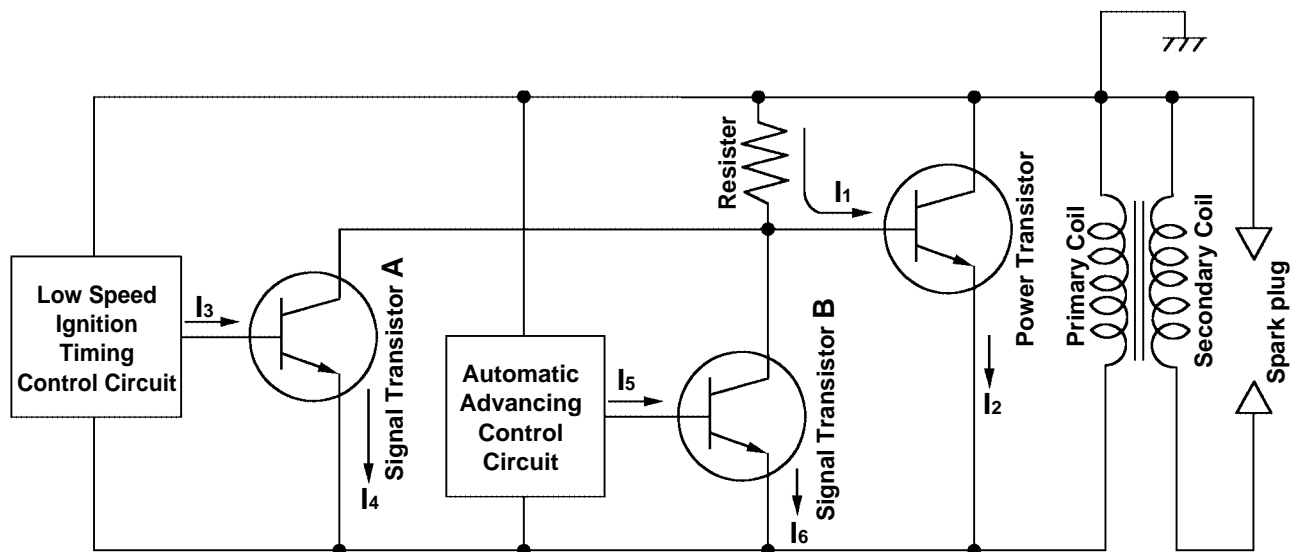 Low Speed
Ignition
Timing
Control Circuit
I3
I4
Signal Transistor A
Automatic
Advancing
Control
Circuit
I5
I6
Signal Transistor B
Resister
I1
I2
Power Transistor
Primary Coil
Secondary Coil
Spark plug